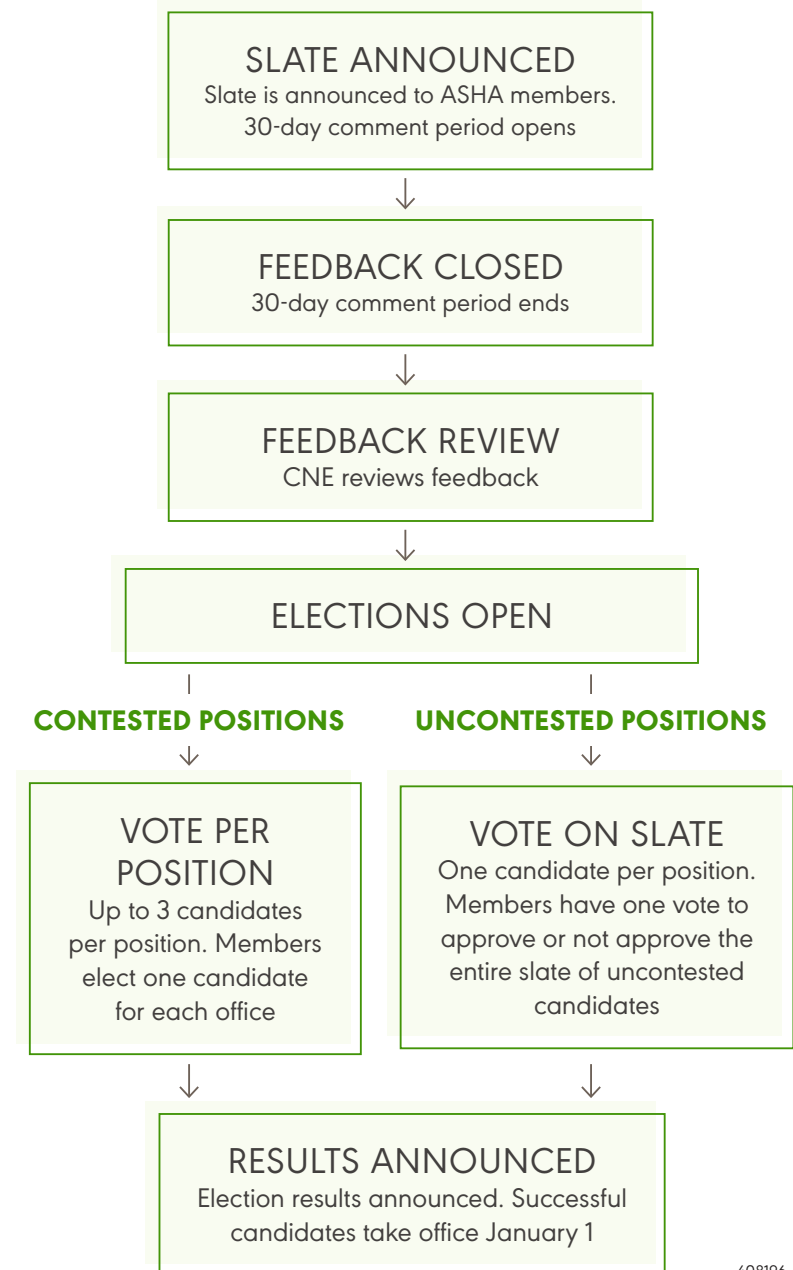 SLATE ANNOUNCED
Slate is announced to ASHA members.
30-day comment period opens
FEEDBACK CLOSED
30-day comment period ends
FEEDBACK REVIEW
CNE reviews feedback
ELECTIONS OPEN
CONTESTED POSITIONS
UNCONTESTED POSITIONS
VOTE PER
POSITION
Up to 3 candidates
per position. Members
elect one candidate
for each office
VOTE ON SLATE
One candidate per position.
Members have one vote to
approve or not approve the
entire slate of uncontested
candidates
RESULTS ANNOUNCED
Election results announced. Successful
candidates take office January 1